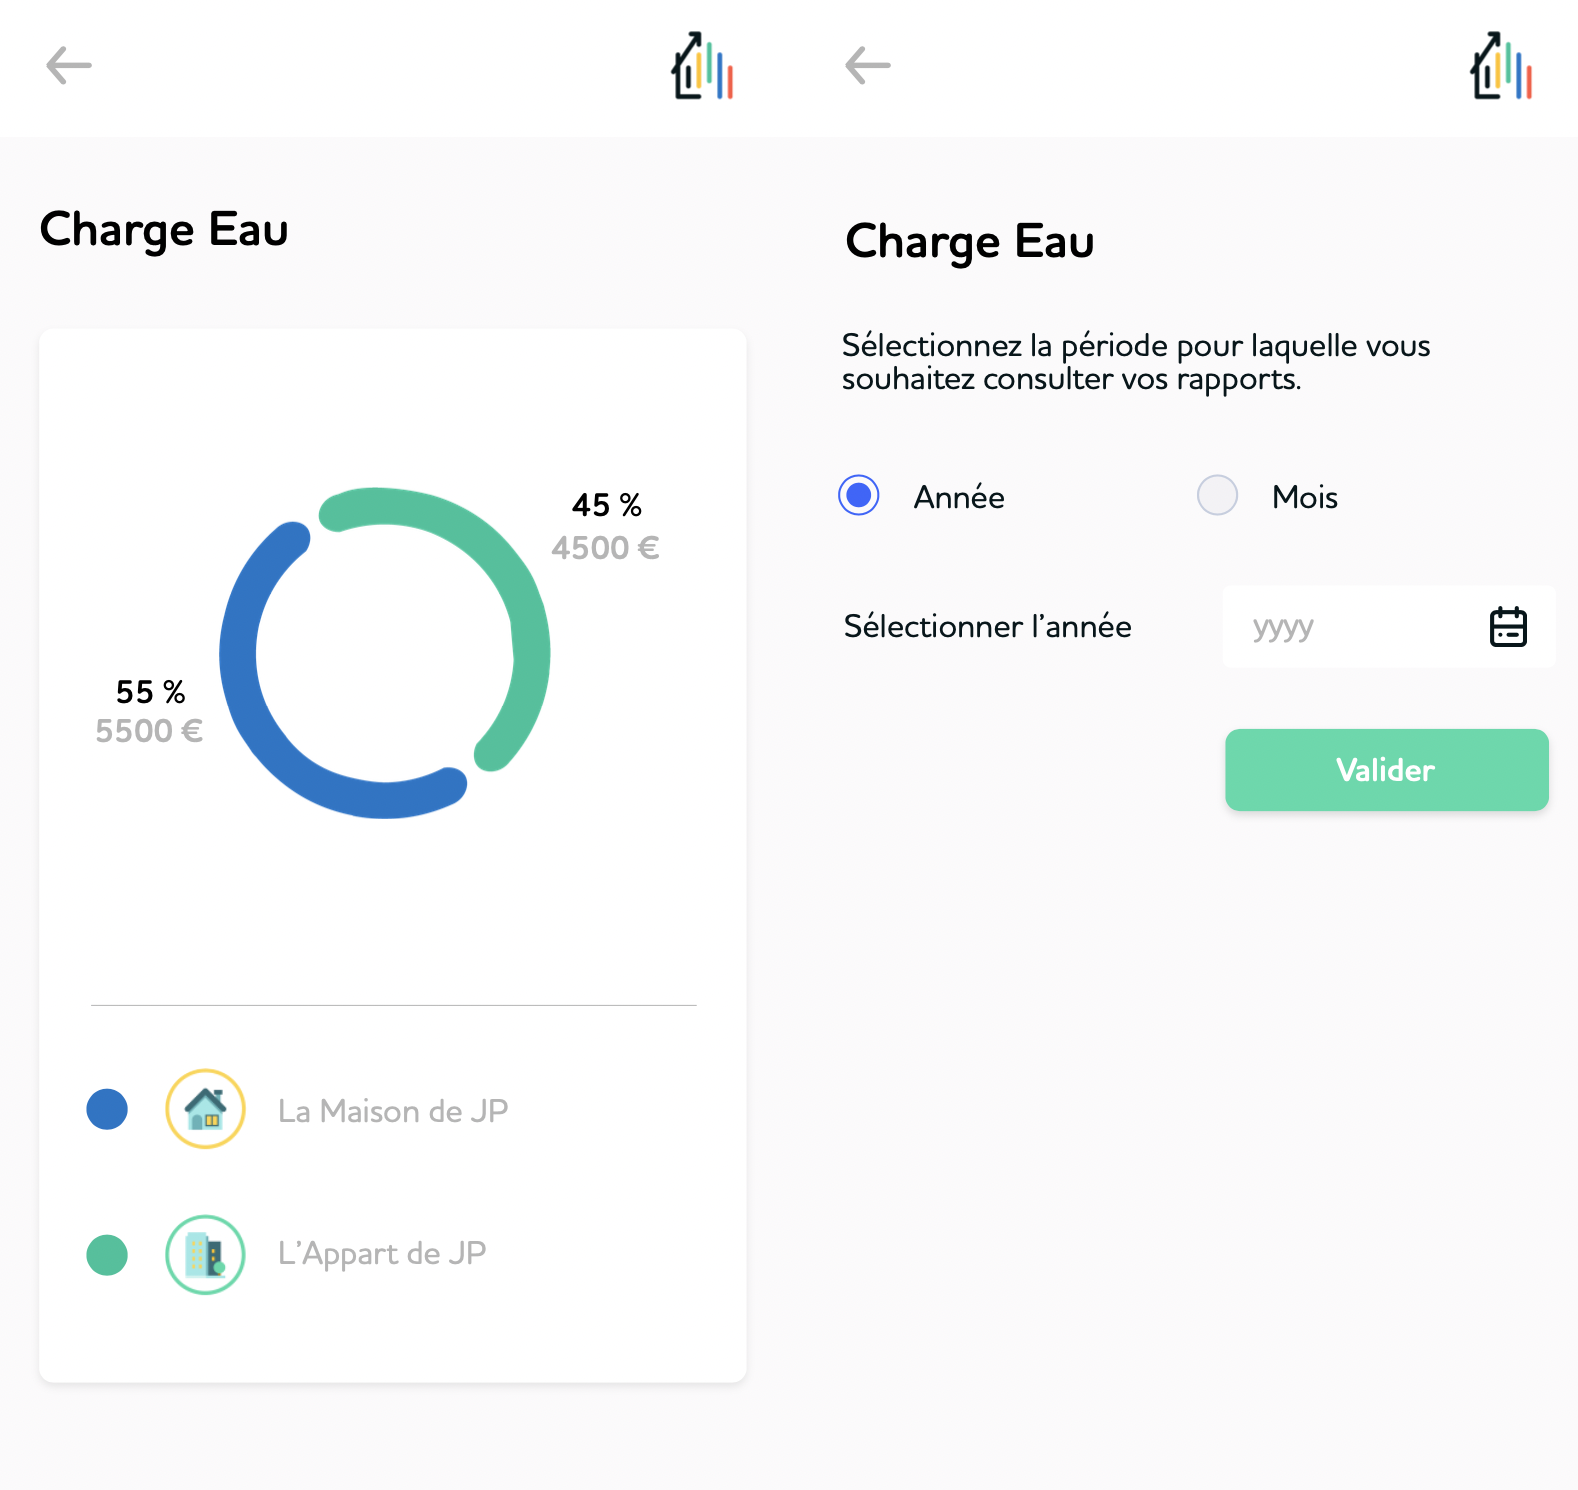 Charge Eau
45 %
4500 €
55 %
5500 €
La Maison de JP
L’Appart de JP
Charge Eau
Sélectionnez la période pour laquelle vous
souhaitez consulter vos rapports.
Année
Mois
Sélectionner l’année
yyyy
Valider